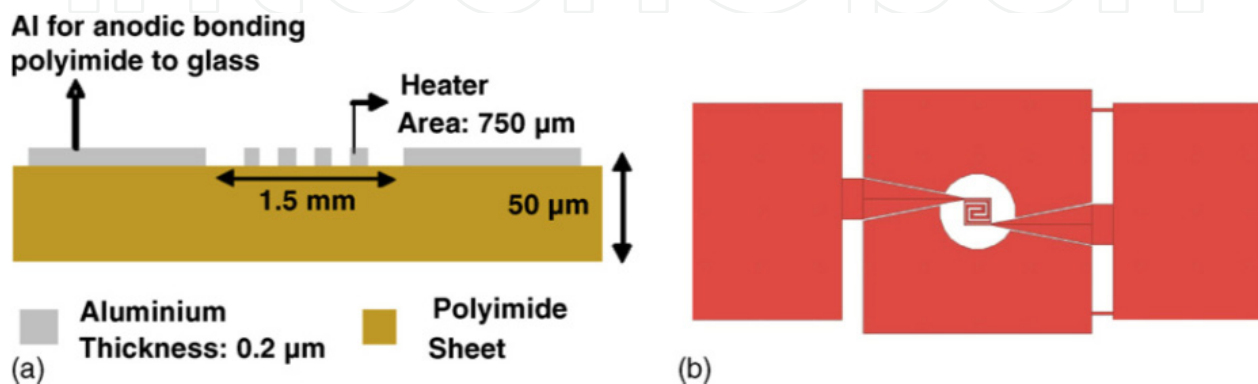 Al for anodic bonding
polyimide to glass
Heater
Area: 750 μm
1.5 mm
50 μm
Aluminium
Thickness: 0.2 μm
Polyimide
Sheet
(a)
(b)